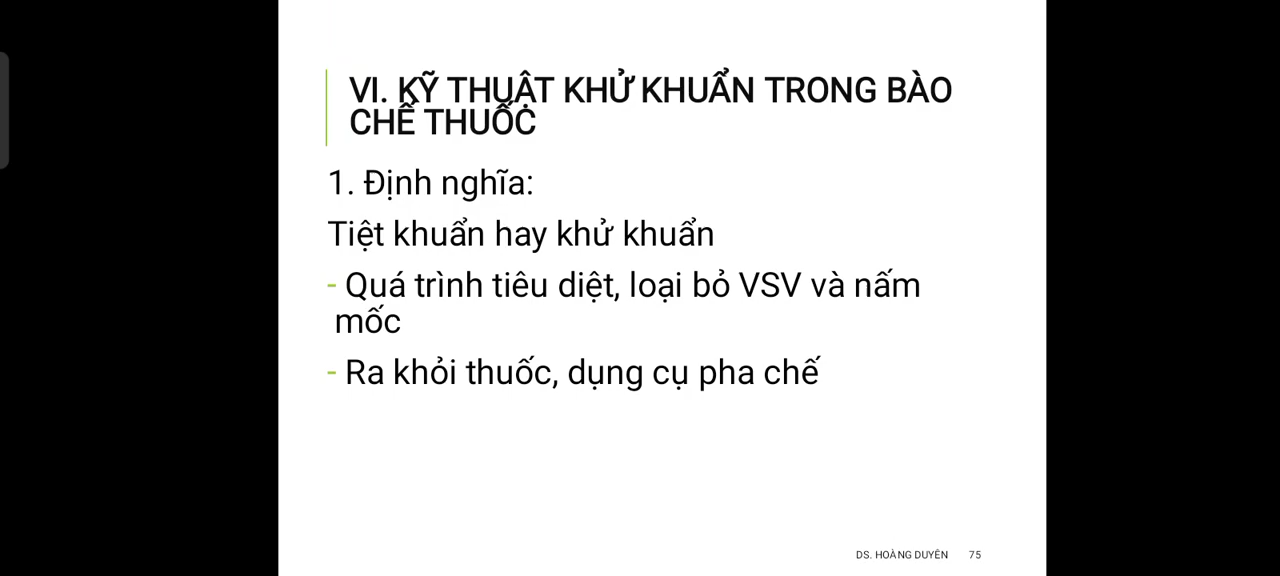 VI. KỸ THUẬT KHỬ KHUẨN TRONG BÀO
CHẾ THUỐC
1. Định nghĩa:
Tiệt khuẩn hay khử khuẩn
- Quá trình tiêu diệt, loại bỏ VSV và nấm
mốc
- Ra khỏi thuốc, dụng cụ pha chế
DS. HOÀNG DUYÊN 75